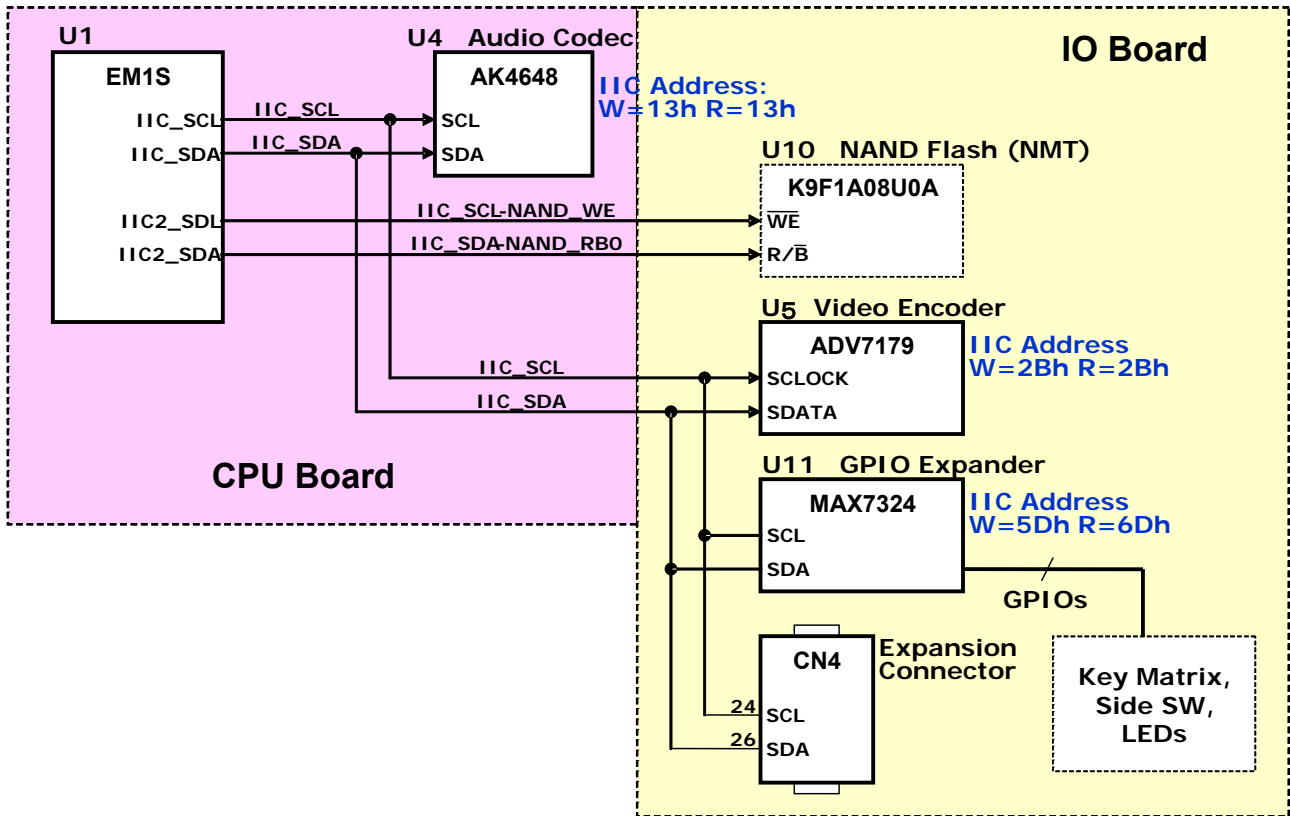 U1
EM1S
IIC_SCL
IIC_SDA
IIC2_SDL
IIC2_SDA
IIC_SCL
IIC_SDA
U4 Audio Codec
AK4648
SCL
SDA
IIC Address:
W=13h R=13h
IO Board
IIC_SCL-NAND_WE
IIC_SDA-NAND_RB0
U10 NAND Flash (NMT)
K9F1A08U0A
W̅E̅
R/B̅
IIC_SCL
IIC_SDA
U5 Video Encoder
ADV7179
SCLOCK
SDATA
IIC Address
W=2Bh R=2Bh
CPU Board
U11 GPIO Expander
MAX7324
SCL
SDA
IIC Address
W=5Dh R=6Dh
GPIOs
CN4
24 SCL
26 SDA
Expansion
Connector
Key Matrix,
Side SW,
LEDs